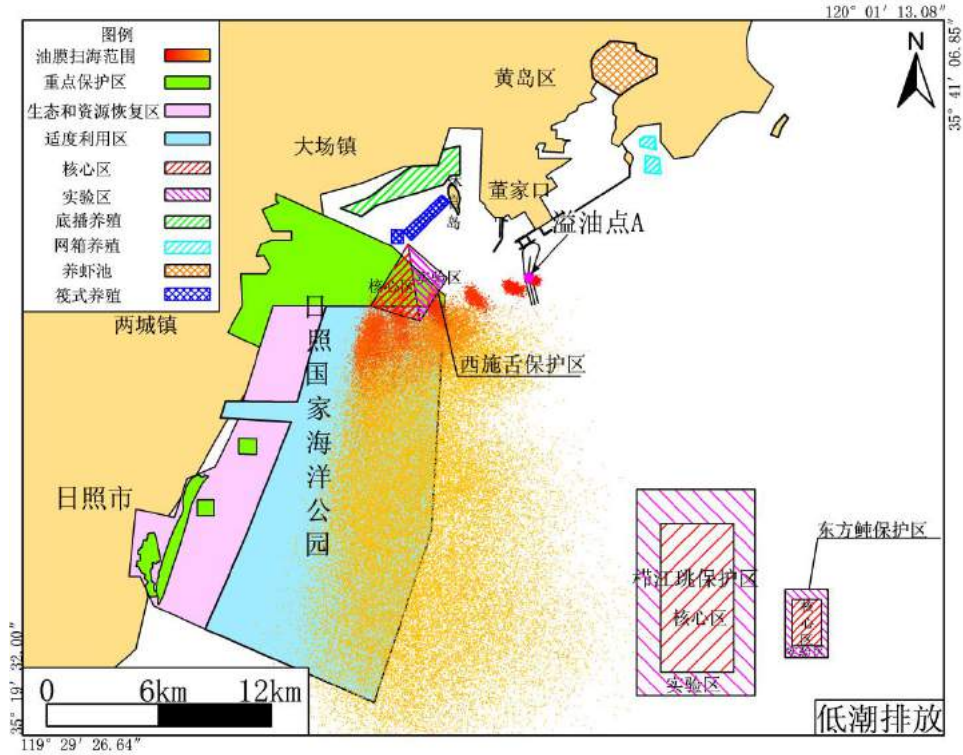 120° 01′ 13.08″
35° 41′ 06.85″
N
图例
油膜扫海范围
重点保护区
生态和资源恢复区
适度利用区
核心区
实验区
底播养殖
网箱养殖
养虾池
筏式养殖
黄岛区
大场镇
董家口
岛
溢油点A
核心区
实验区
两城镇
西施舌保护区
日照国家海洋公园
日照市
东方鲀保护区
栉江珧保护区
核心区
实验区
核心区
实验区
0 6km 12km
低潮排放
35° 19′ 32.00″
119° 29′ 26.64″